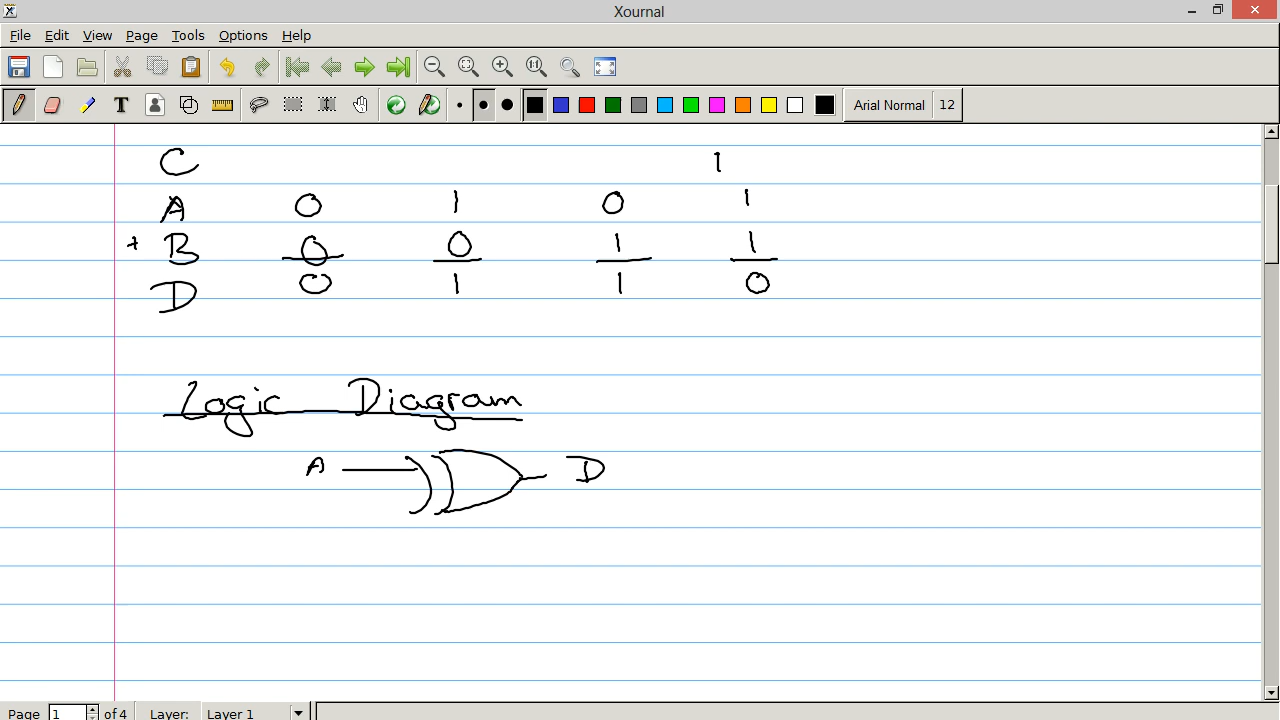 Xournal
File Edit View Page Tools Options Help
T Arial Normal 12
C 1
A 0 1 0 1
+ B 0 0 1 1
D 0 1 1 0
Logic Diagram
A D
Page 1 of 4 Layer: Layer 1